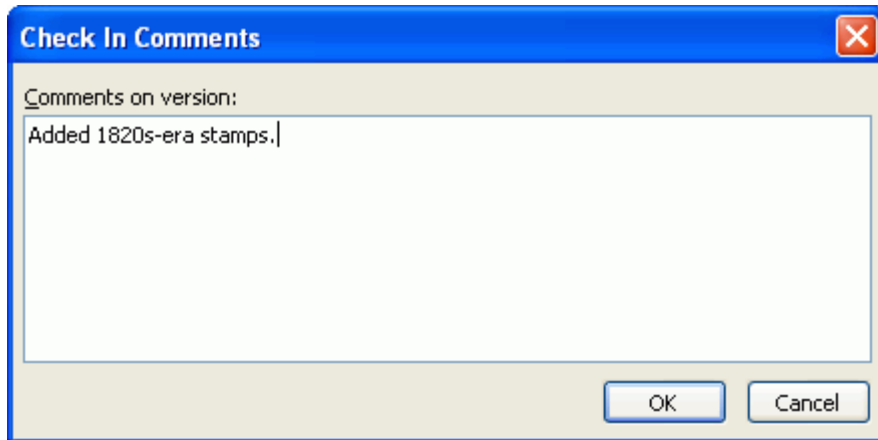 Check In Comments
Comments on version:
Added 1820s-era stamps.
OK Cancel